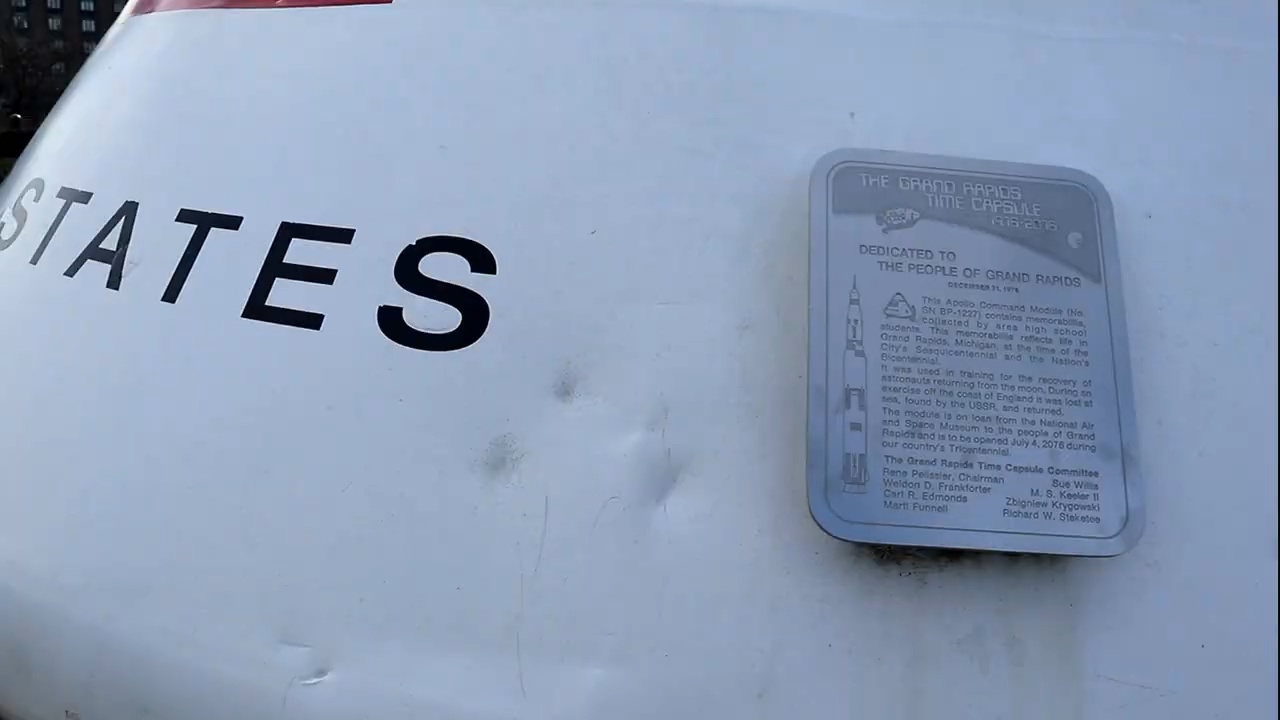 STATES
THE GRAND RAPIDS
TIME CAPSULE
1976-2076
DEDICATED TO
THE PEOPLE OF GRAND RAPIDS
DECEMBER 31, 1976
This Apollo Command Module (No.
SN BP-1227) contains memorabilia,
collected by area high school
students. This memorabilia reflects life in
Grand Rapids, Michigan, at the time of the
City's Sesquicentennial and the Nation's
Bicentennial.
It was used in training for the recovery of
astronauts returning from the moon. During an
exercise off the coast of England it was lost at
sea, found by the USSR, and returned.
The module is on loan from the National Air
and Space Museum to the people of Grand
Rapids and is to be opened July 4, 2076 during
our country's Tricentennial.
The Grand Rapids Time Capsule Committee
Rene Pelissier, Chairman
Weldon D. Frankforter
Carl R. Edmonds
Marti Funnell
Sue Willis
M. S. Keeler II
Zbigniew Krygowski
Richard W. Steketee